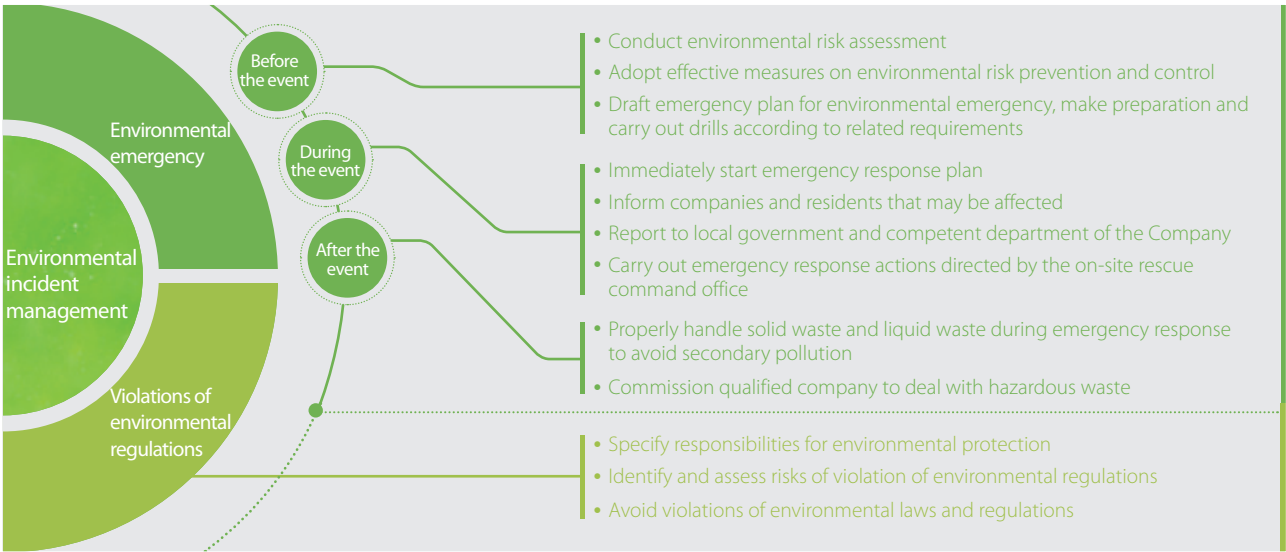 Environmental
incident
management
Environmental
emergency
Before
the event
• Conduct environmental risk assessment
• Adopt effective measures on environmental risk prevention and control
• Draft emergency plan for environmental emergency, make preparation and
carry out drills according to related requirements
During
the event
• Immediately start emergency response plan
• Inform companies and residents that may be affected
• Report to local government and competent department of the Company
• Carry out emergency response actions directed by the on-site rescue
command office
After the
event
• Properly handle solid waste and liquid waste during emergency response
to avoid secondary pollution
• Commission qualified company to deal with hazardous waste
Violations of
environmental
regulations
• Specify responsibilities for environmental protection
• Identify and assess risks of violation of environmental regulations
• Avoid violations of environmental laws and regulations